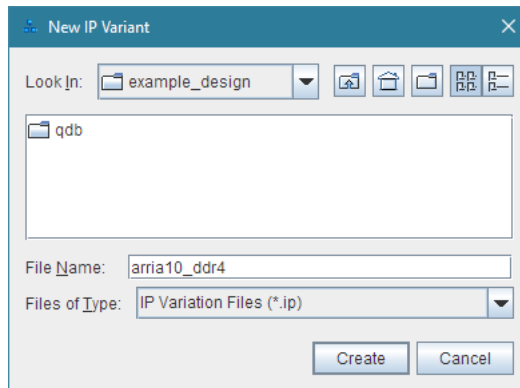 New IP Variant
Look In: example_design
qdb
File Name: arria10_ddr4
Files of Type: IP Variation Files (*.ip)
Create Cancel